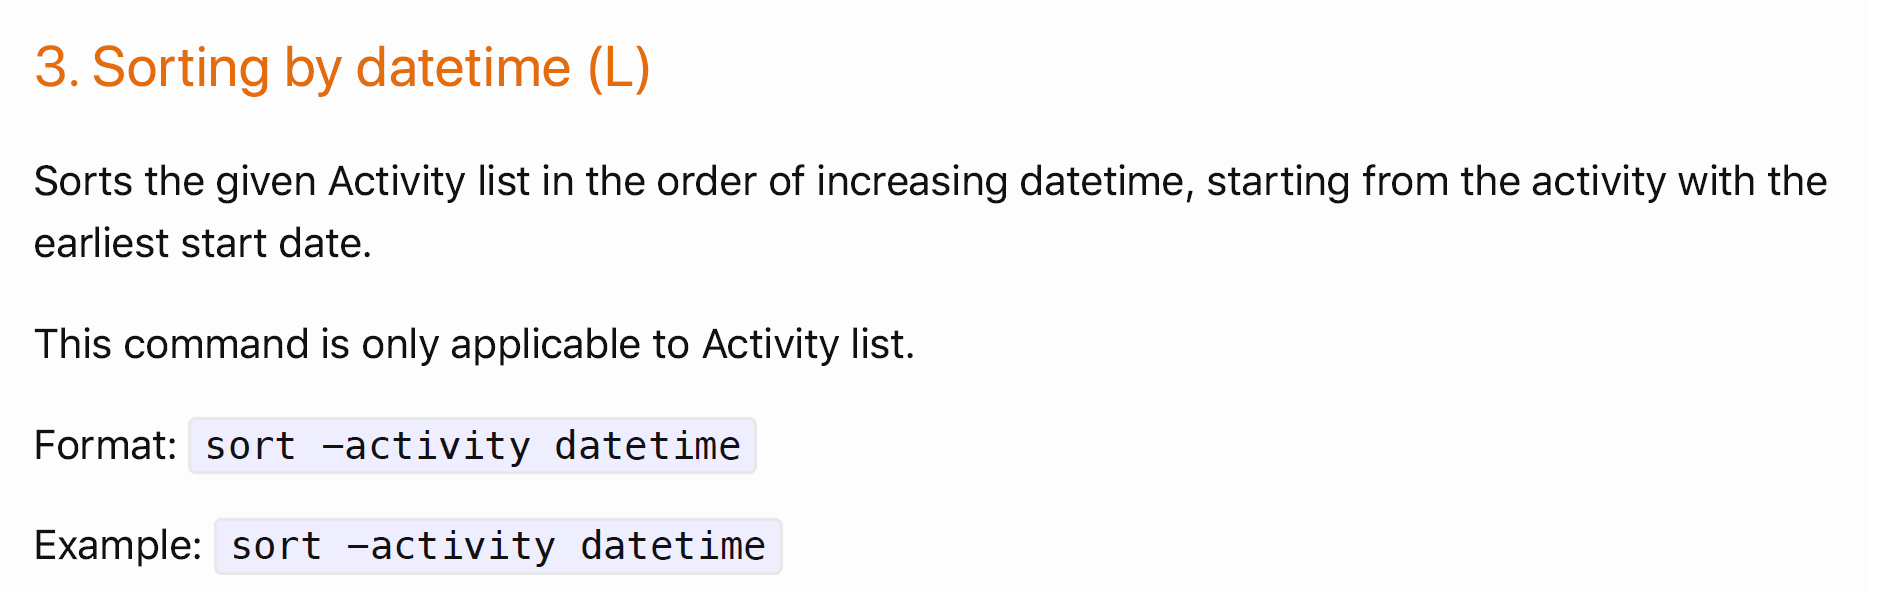 3. Sorting by datetime (L)
Sorts the given Activity list in the order of increasing datetime, starting from the activity with the
earliest start date.
This command is only applicable to Activity list.
Format: sort -activity datetime
Example: sort -activity datetime